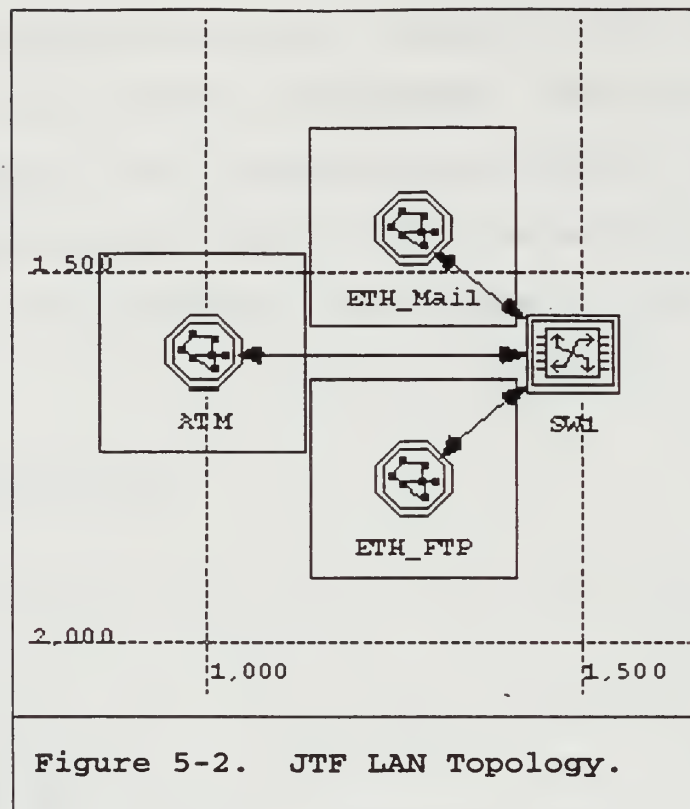 1,500
ETH_Mail
ATM
SW1
ETH_FTP
2,000
1,000
1,500
Figure 5-2. JTF LAN Topology.